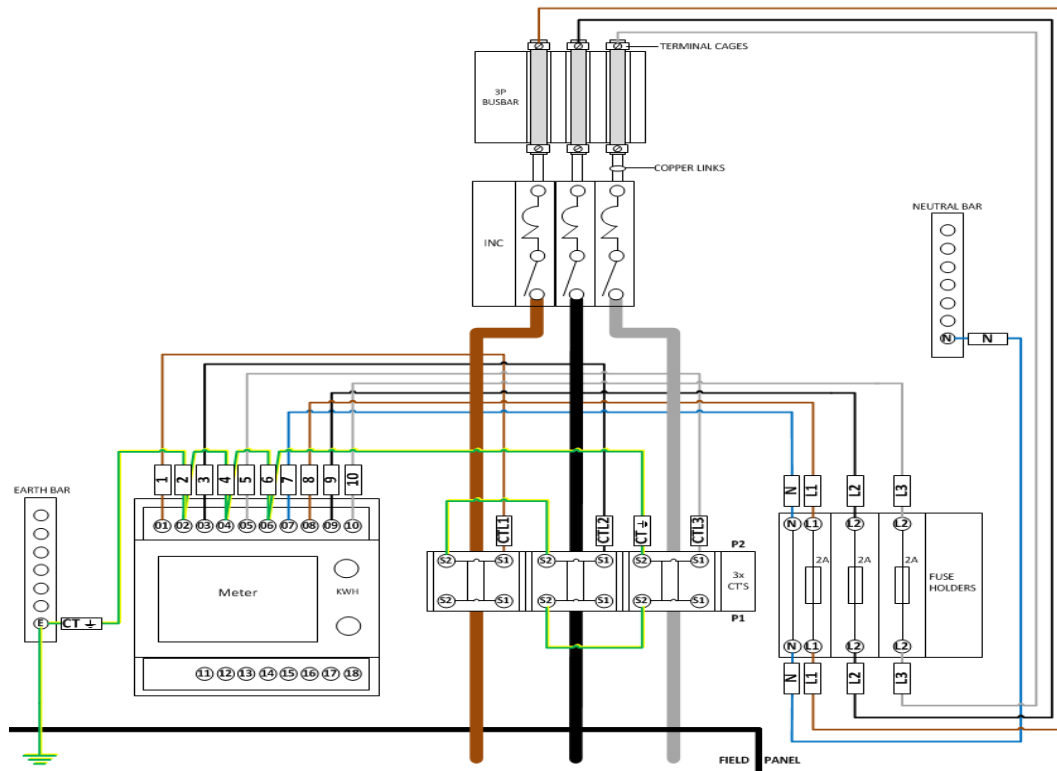 TERMINAL CAGES
3P
BUSBAR
COPPER LINKS
INC
NEUTRAL BAR
N
N
1 2 3 4 5 6 7 8 9 10
EARTH BAR
N L1 L2 L3
01 02 03 04 05 06 07 08 09 10
CTL1 CTL2 CT CTL3
N L1 L2 L2
P2
S2 S1 S2 S1 S2 S1
2A 2A 2A
Meter
KWH
3x
CT'S
FUSE
HOLDERS
S2 S1 S2 S1 S2 S1
P1
E
CT
N L1 L2 L2
11 12 13 14 15 16 17 18
N L1 L2 L3
FIELD
PANEL